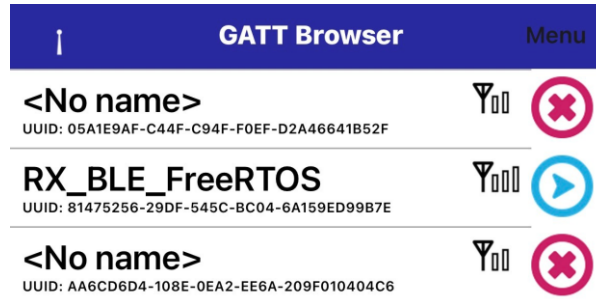 GATT Browser
Menu
<No name>
UUID: 05A1E9AF-C44F-C94F-F0EF-D2A46641B52F
RX_BLE_FreeRTOS
UUID: 81475256-29DF-545C-BC04-6A159ED99B7E
<No name>
UUID: AA6CD6D4-108E-0EA2-EE6A-209F010404C6